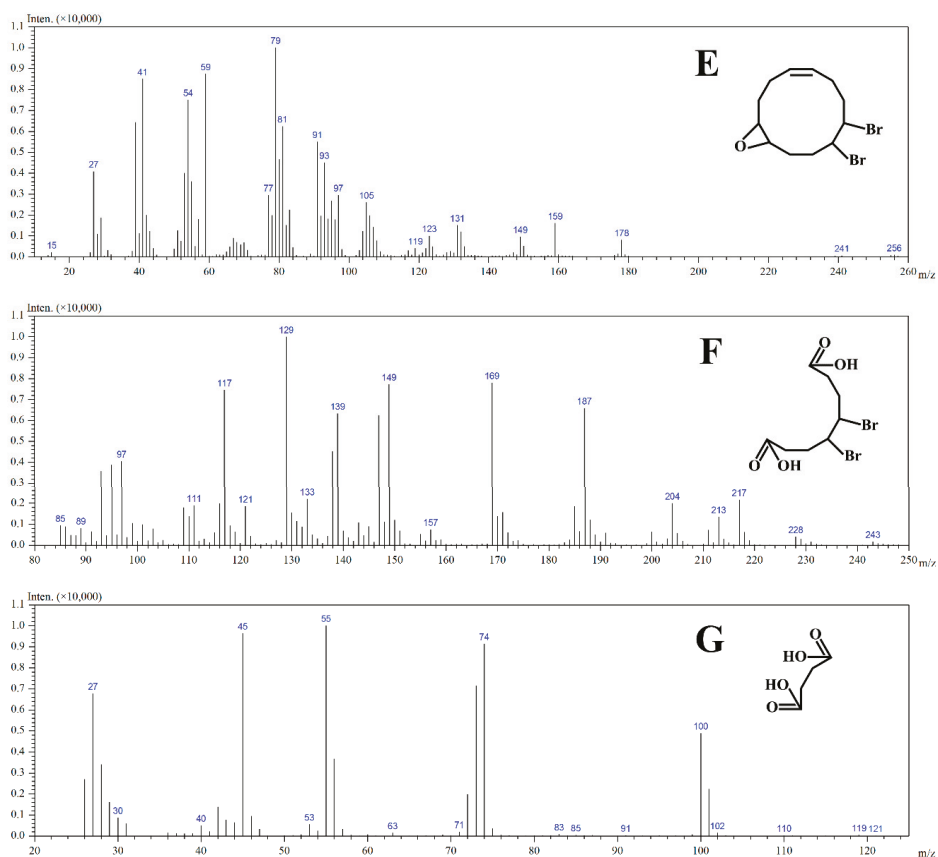 Inten. (×10,000)
1.1
1.0
0.9
0.8
0.7
0.6
0.5
0.4
0.3
0.2
0.1
0.0
15 27 41 54 59 77 79 81 91 93 97 105 119 123 131 149 159 178 241 256
20 40 60 80 100 120 140 160 180 200 220 240 260 m/z
E
O
Br
Br
Inten. (×10,000)
1.1
1.0
0.9
0.8
0.7
0.6
0.5
0.4
0.3
0.2
0.1
0.0
85 89 97 111 117 121 129 133 139 149 157 169 187 204 213 217 228 243
80 90 100 110 120 130 140 150 160 170 180 190 200 210 220 230 240 250
m/z
F
O
OH
Br
Br
O
OH
Inten. (×10,000)
1.1
1.0
0.9
0.8
0.7
0.6
0.5
0.4
0.3
0.2
0.1
0.0
27 30 40 45 53 55 63 71 74 83 85 91 100 102 110 119 121
20 30 40 50 60 70 80 90 100 110 120 m/z
G
O
HO
HO
O